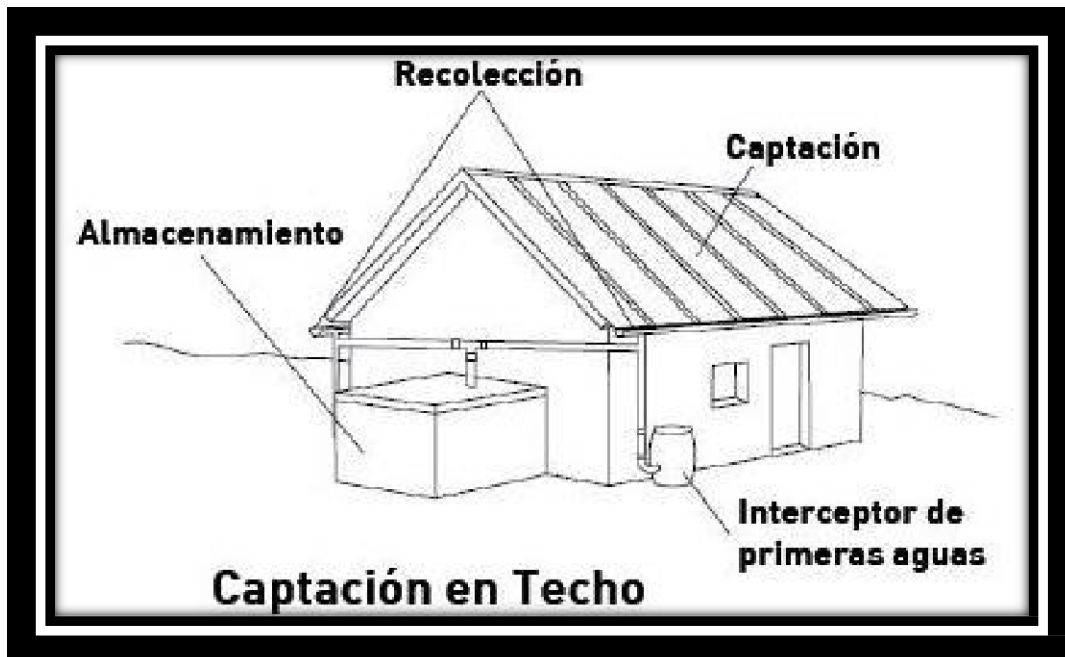 Recolección
Captación
Almacenamiento
Interceptor de
primeras aguas
Captación en Techo